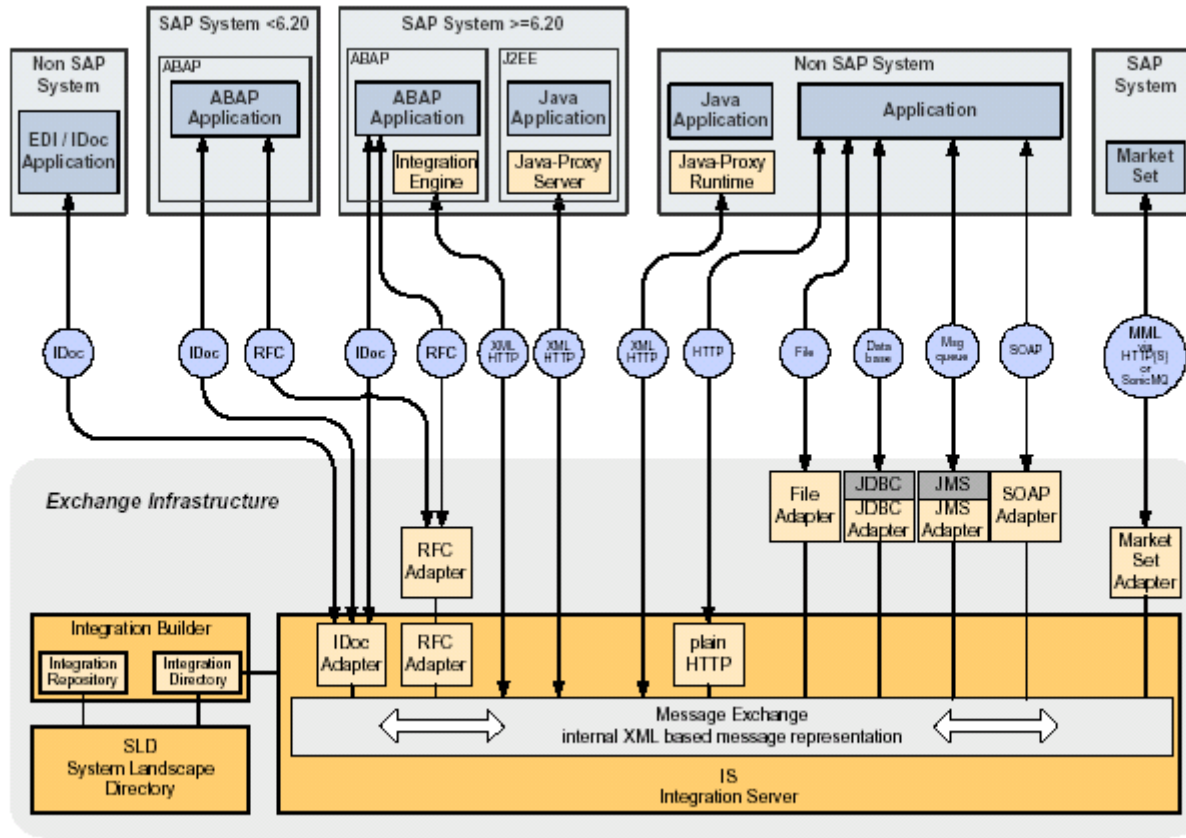 SAP System <6.20
SAP System >=6.20
Non SAP
System
Non SAP System
SAP
System
ABAP
ABAP
J2EE
ABAP
Application
ABAP
Application
Java
Application
Java
Application
Application
EDI / IDoc
Application
Integration
Engine
Java-Proxy
Server
Java-Proxy
Runtime
Market
Set
IDoc
IDoc
RFC
IDoc
RFC
XML
HTTP
XML
HTTP
XML
HTTP
HTTP
File
Data
base
Msg
queue
SOAP
MML
via
HTTP(S)
or
SonicMQ
Exchange Infrastructure
File
Adapter
JDBC
JDBC
Adapter
JMS
JMS
Adapter
SOAP
Adapter
RFC
Adapter
Market
Set
Adapter
Integration Builder
Integration
Repository
Integration
Directory
IDoc
Adapter
RFC
Adapter
plain
HTTP
Message Exchange
internal XML based message representation
SLD
System Landscape
Directory
IS
Integration Server